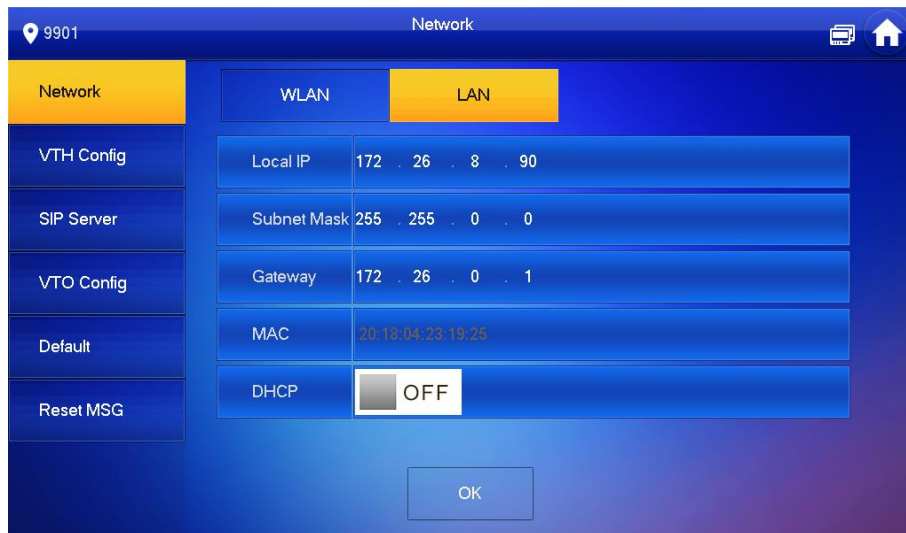 9901
Network
Network
VTH Config
SIP Server
VTO Config
Default
Reset MSG
WLAN
LAN
Local IP 172 . 26 . 8 . 90
Subnet Mask 255 . 255 . 0 . 0
Gateway 172 . 26 . 0 . 1
MAC 20:18:04:23:19:25
DHCP OFF
OK